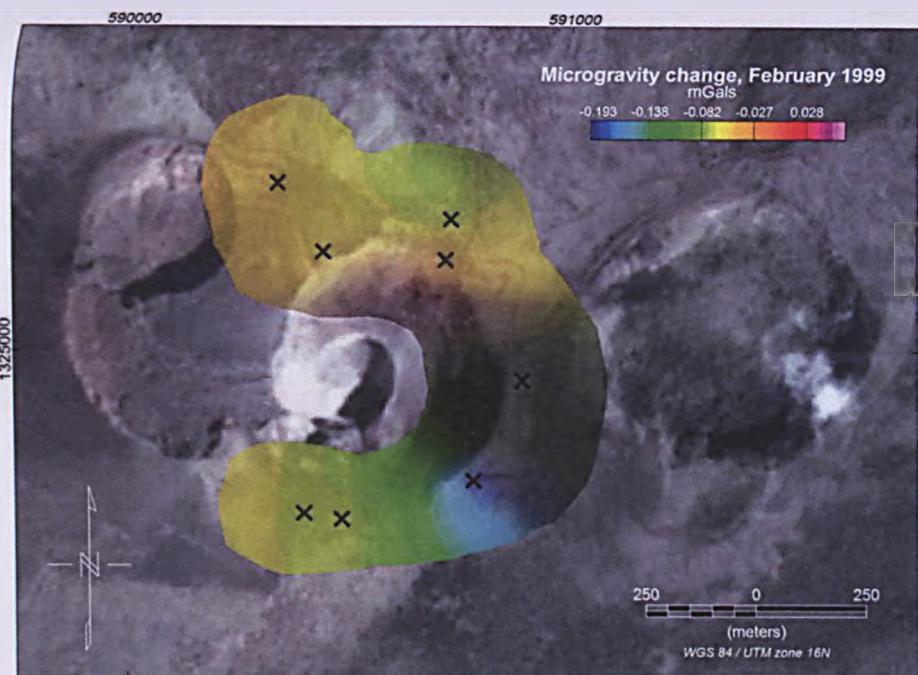 590000 591000
Microgravity change, February 1999
mGals
-0.193 -0.138 -0.082 -0.027 0.028
1325000
N
250 0 250
(meters)
WGS 84 / UTM zone 16N